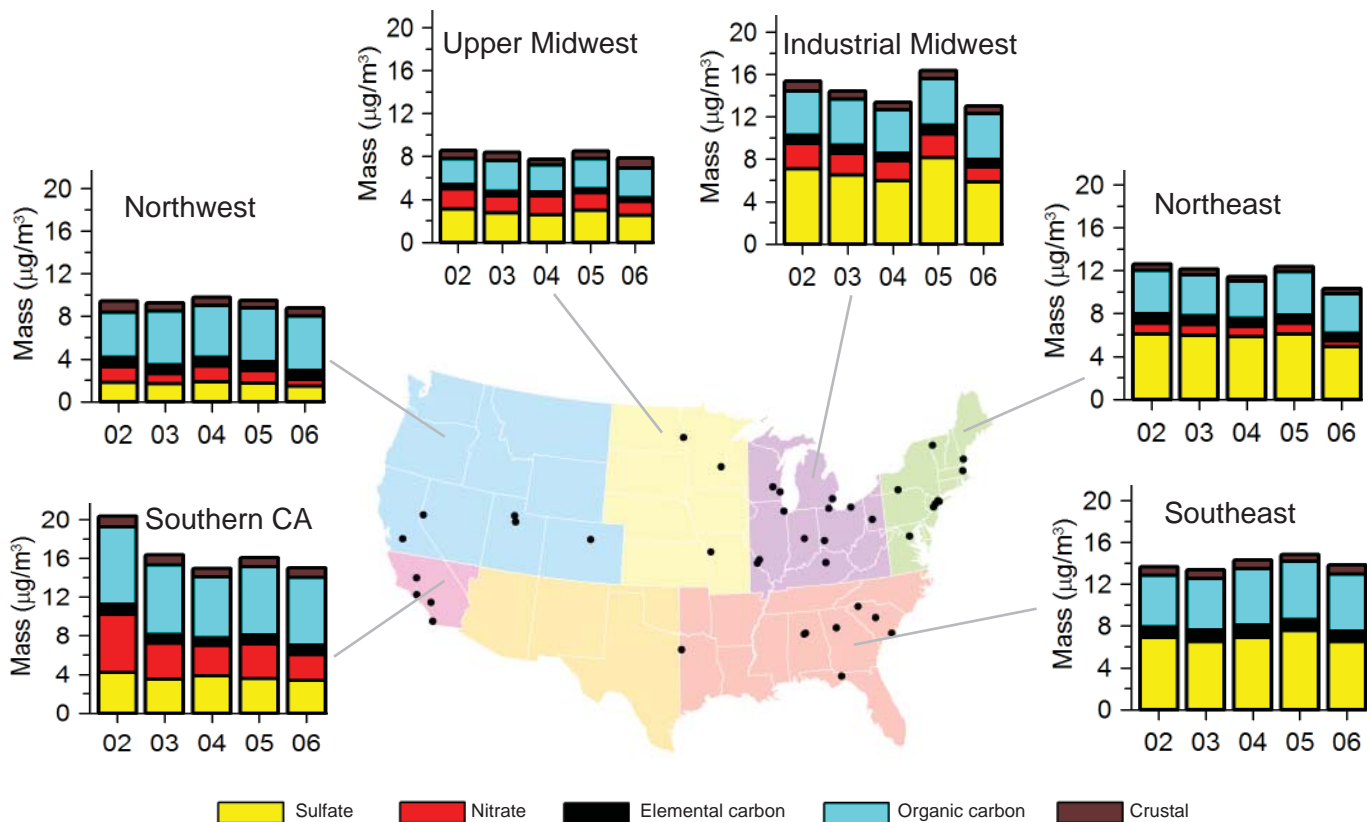 Upper Midwest
Mass (μg/m³)
20
16
12
8
4
0
02 03 04 05 06
Industrial Midwest
Mass (μg/m³)
20
16
12
8
4
0
02 03 04 05 06
Northwest
Mass (μg/m³)
20
16
12
8
4
0
02 03 04 05 06
Northeast
Mass (μg/m³)
20
16
12
8
4
0
02 03 04 05 06
Southern CA
Mass (μg/m³)
20
16
12
8
4
0
02 03 04 05 06
Southeast
Mass (μg/m³)
20
16
12
8
4
0
02 03 04 05 06
Sulfate Nitrate Elemental carbon Organic carbon Crustal